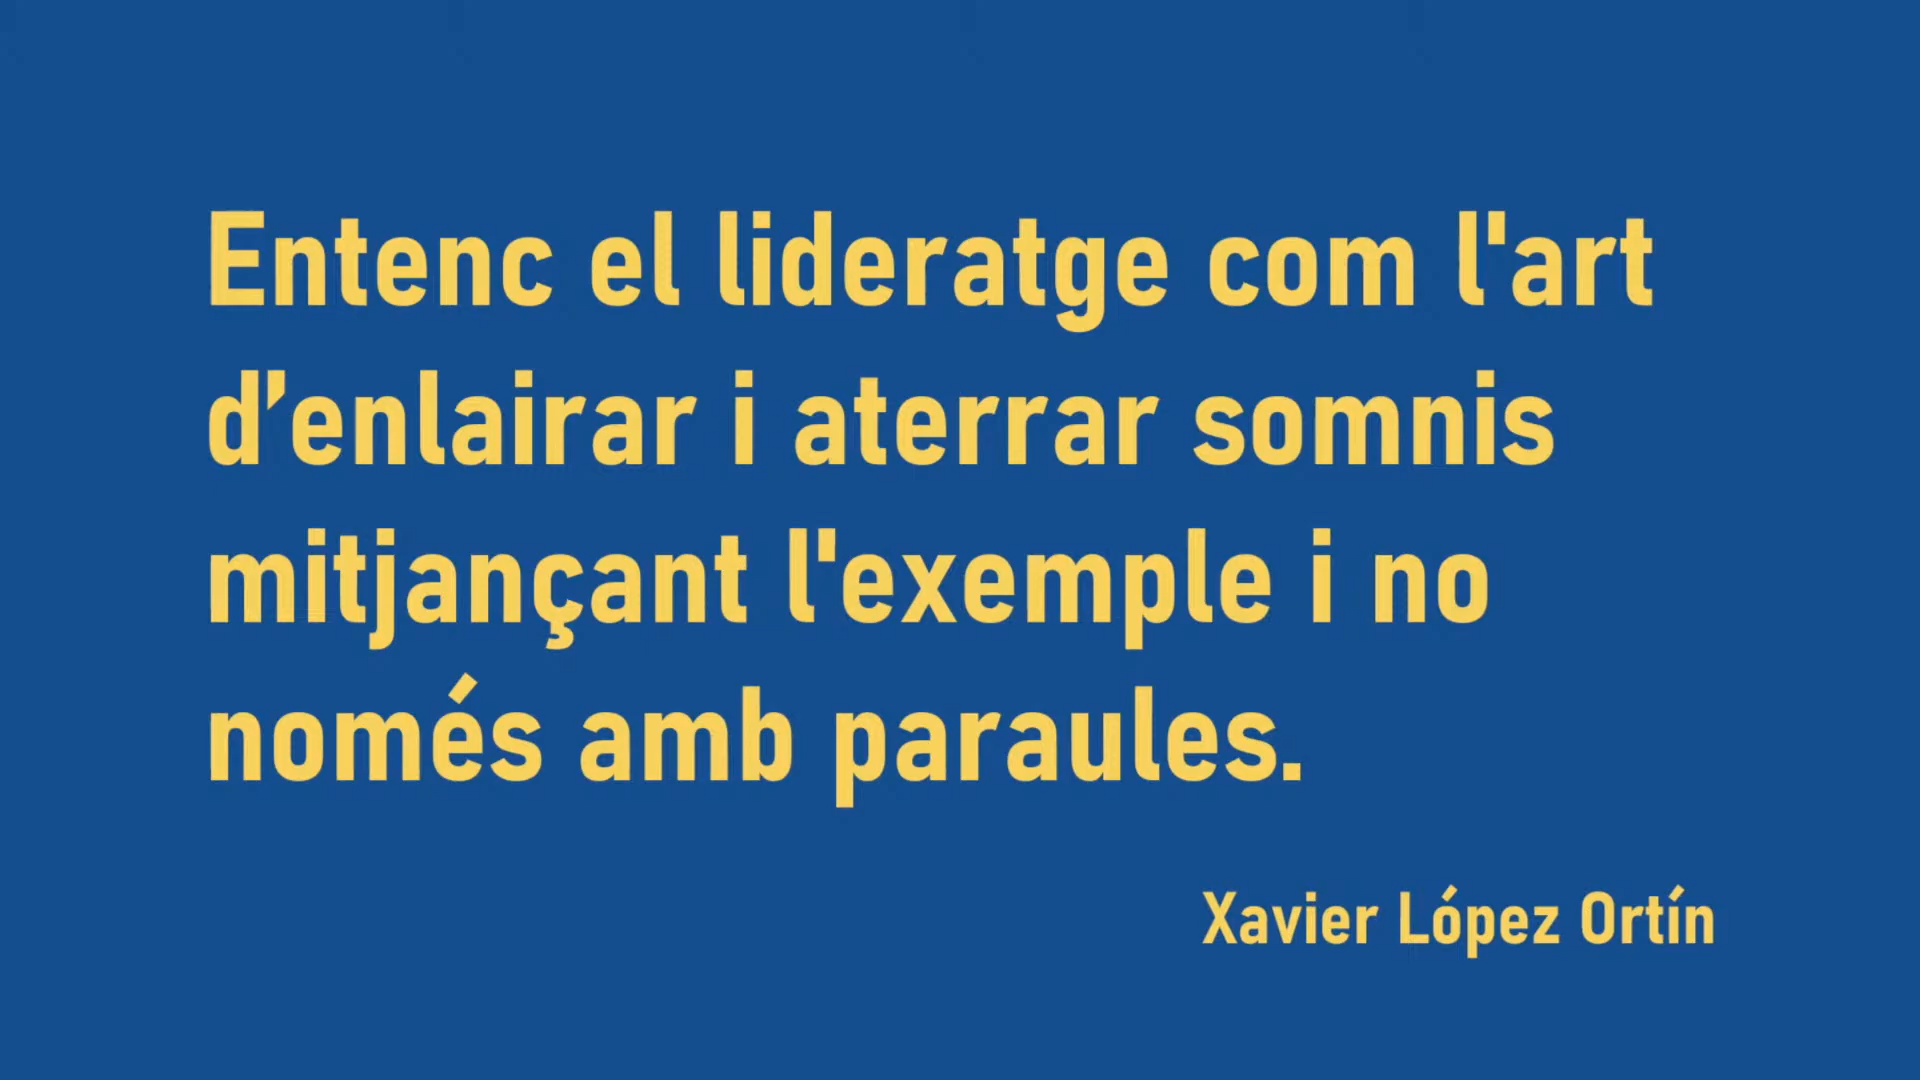 Entenc el lideratge com l'art
d’enlairar i aterrar somnis
mitjançant l'exemple i no
només amb paraules.
Xavier López Ortín